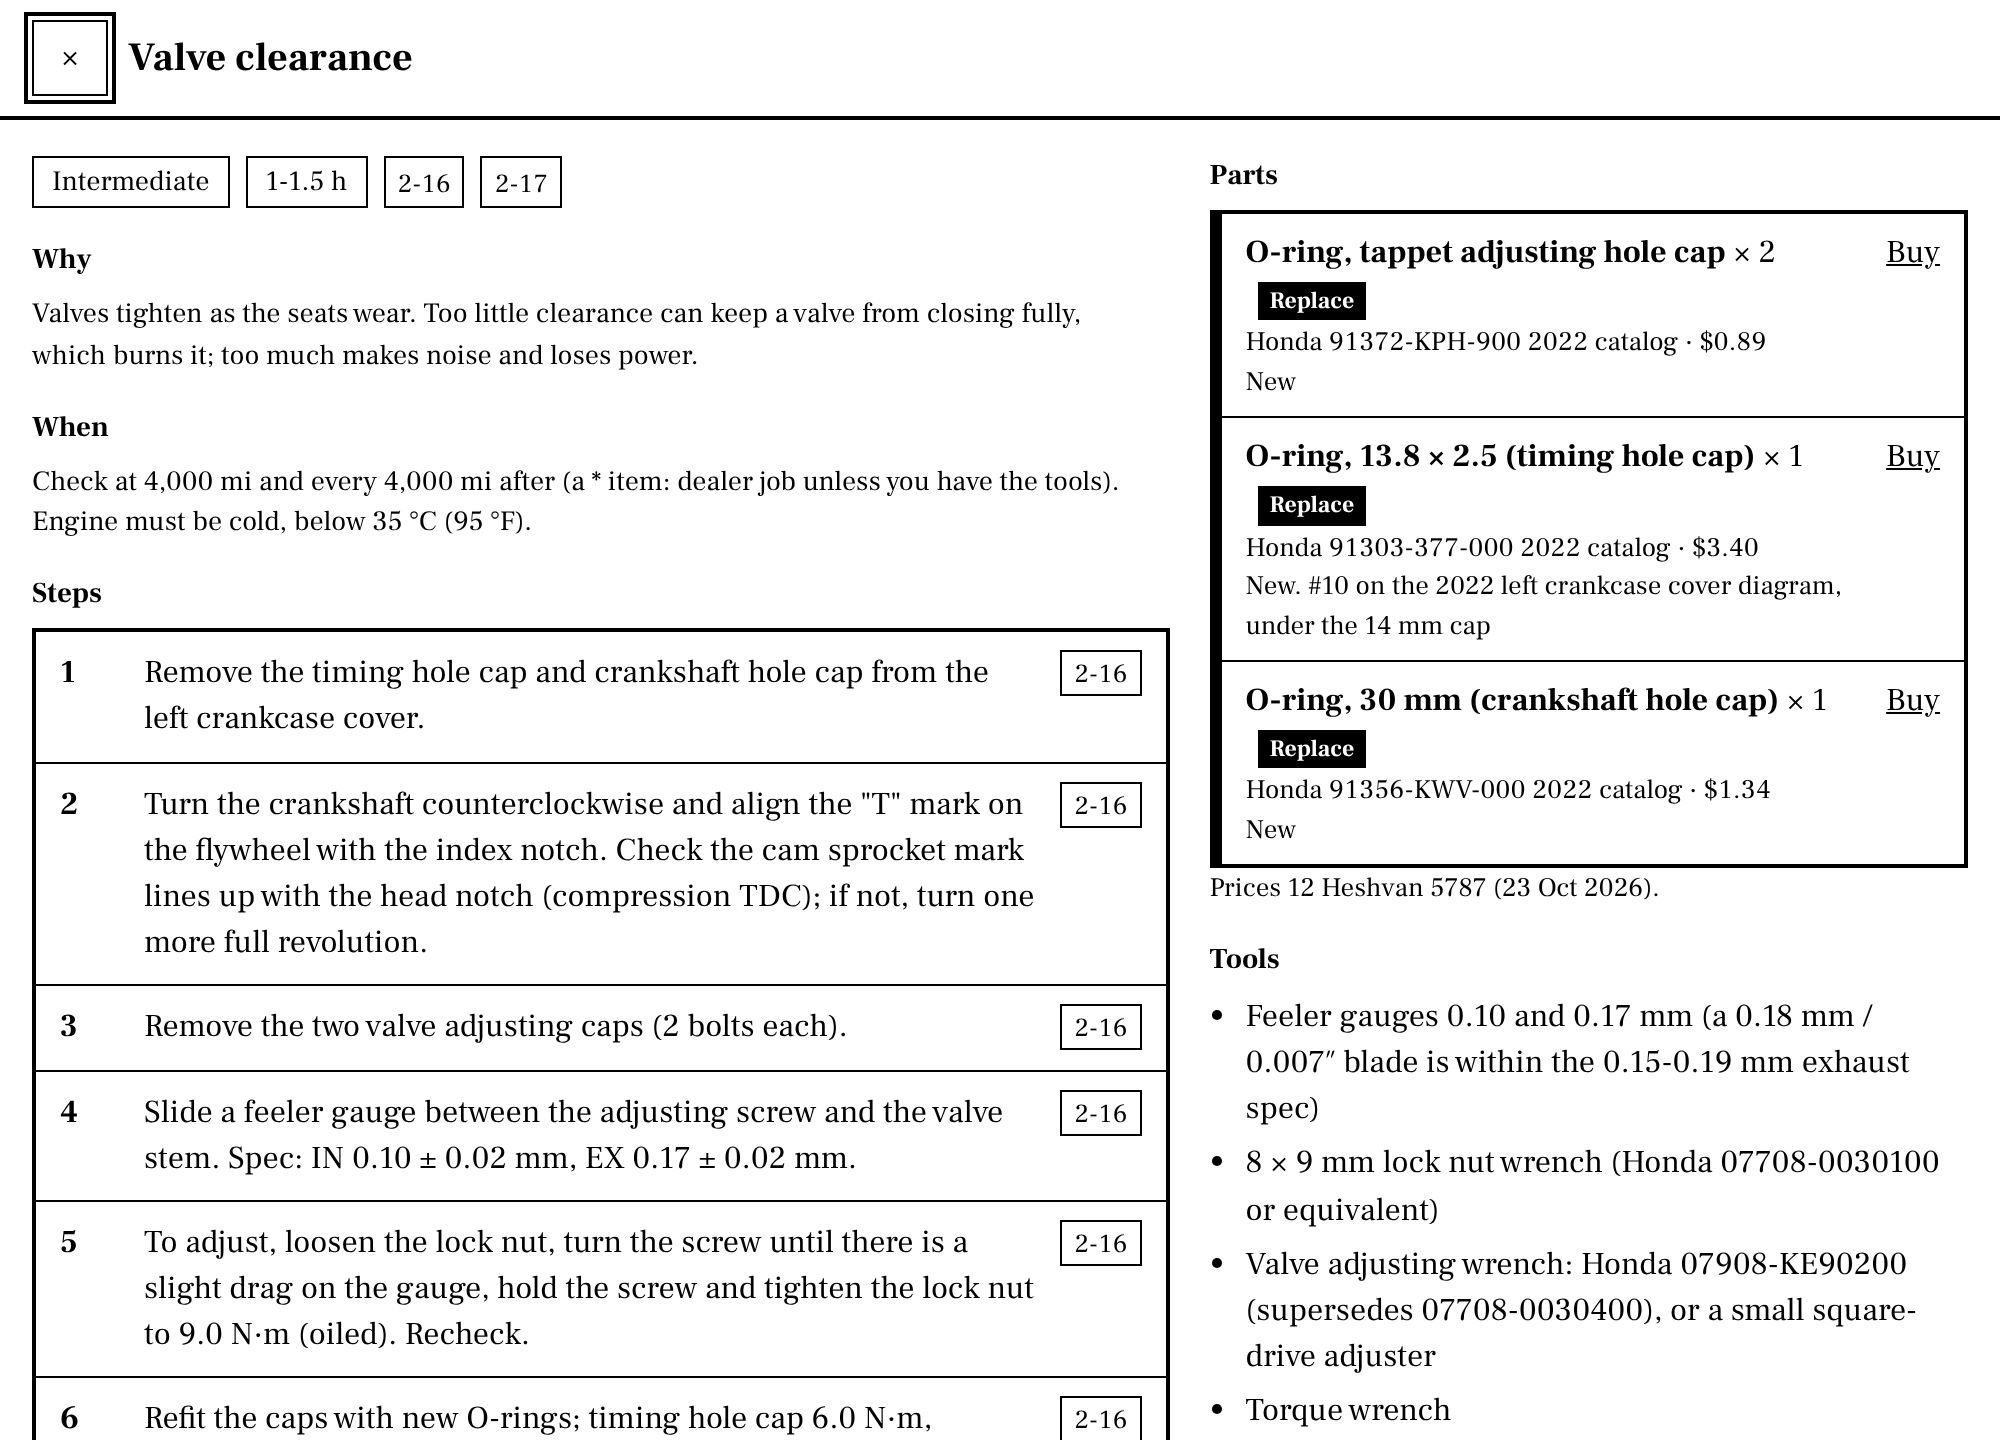 ×
Valve clearance
Intermediate
1-1.5 h
2-16
2-17
Why
Valves tighten as the seats wear. Too little clearance can keep a valve from closing fully,
which burns it; too much makes noise and loses power.
When
Check at 4,000 mi and every 4,000 mi after (a * item: dealer job unless you have the tools).
Engine must be cold, below 35 °C (95 °F).
Steps
1
Remove the timing hole cap and crankshaft hole cap from the
left crankcase cover.
2-16
2
Turn the crankshaft counterclockwise and align the "T" mark on
the flywheel with the index notch. Check the cam sprocket mark
lines up with the head notch (compression TDC); if not, turn one
more full revolution.
2-16
3
Remove the two valve adjusting caps (2 bolts each).
2-16
4
Slide a feeler gauge between the adjusting screw and the valve
stem. Spec: IN 0.10 ± 0.02 mm, EX 0.17 ± 0.02 mm.
2-16
5
To adjust, loosen the lock nut, turn the screw until there is a
slight drag on the gauge, hold the screw and tighten the lock nut
to 9.0 N·m (oiled). Recheck.
2-16
6
Refit the caps with new O-rings; timing hole cap 6.0 N·m,
2-16
Parts
O-ring, tappet adjusting hole cap × 2
Buy
Replace
Honda 91372-KPH-900 2022 catalog · $0.89
New
O-ring, 13.8 × 2.5 (timing hole cap) × 1
Buy
Replace
Honda 91303-377-000 2022 catalog · $3.40
New. #10 on the 2022 left crankcase cover diagram,
under the 14 mm cap
O-ring, 30 mm (crankshaft hole cap) × 1
Buy
Replace
Honda 91356-KWV-000 2022 catalog · $1.34
New
Prices 12 Heshvan 5787 (23 Oct 2026).
Tools
• Feeler gauges 0.10 and 0.17 mm (a 0.18 mm /
0.007″ blade is within the 0.15-0.19 mm exhaust
spec)
• 8 × 9 mm lock nut wrench (Honda 07708-0030100
or equivalent)
• Valve adjusting wrench: Honda 07908-KE90200
(supersedes 07708-0030400), or a small square-
drive adjuster
• Torque wrench